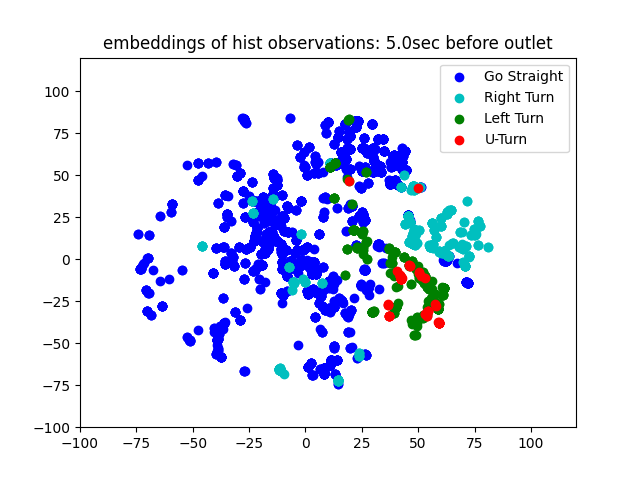 embeddings of hist observations: 5.0sec before outlet
Go Straight
Right Turn
Left Turn
U-Turn
100
75
50
25
0
−25
−50
−75
−100
−100 −75 −50 −25 0 25 50 75 100